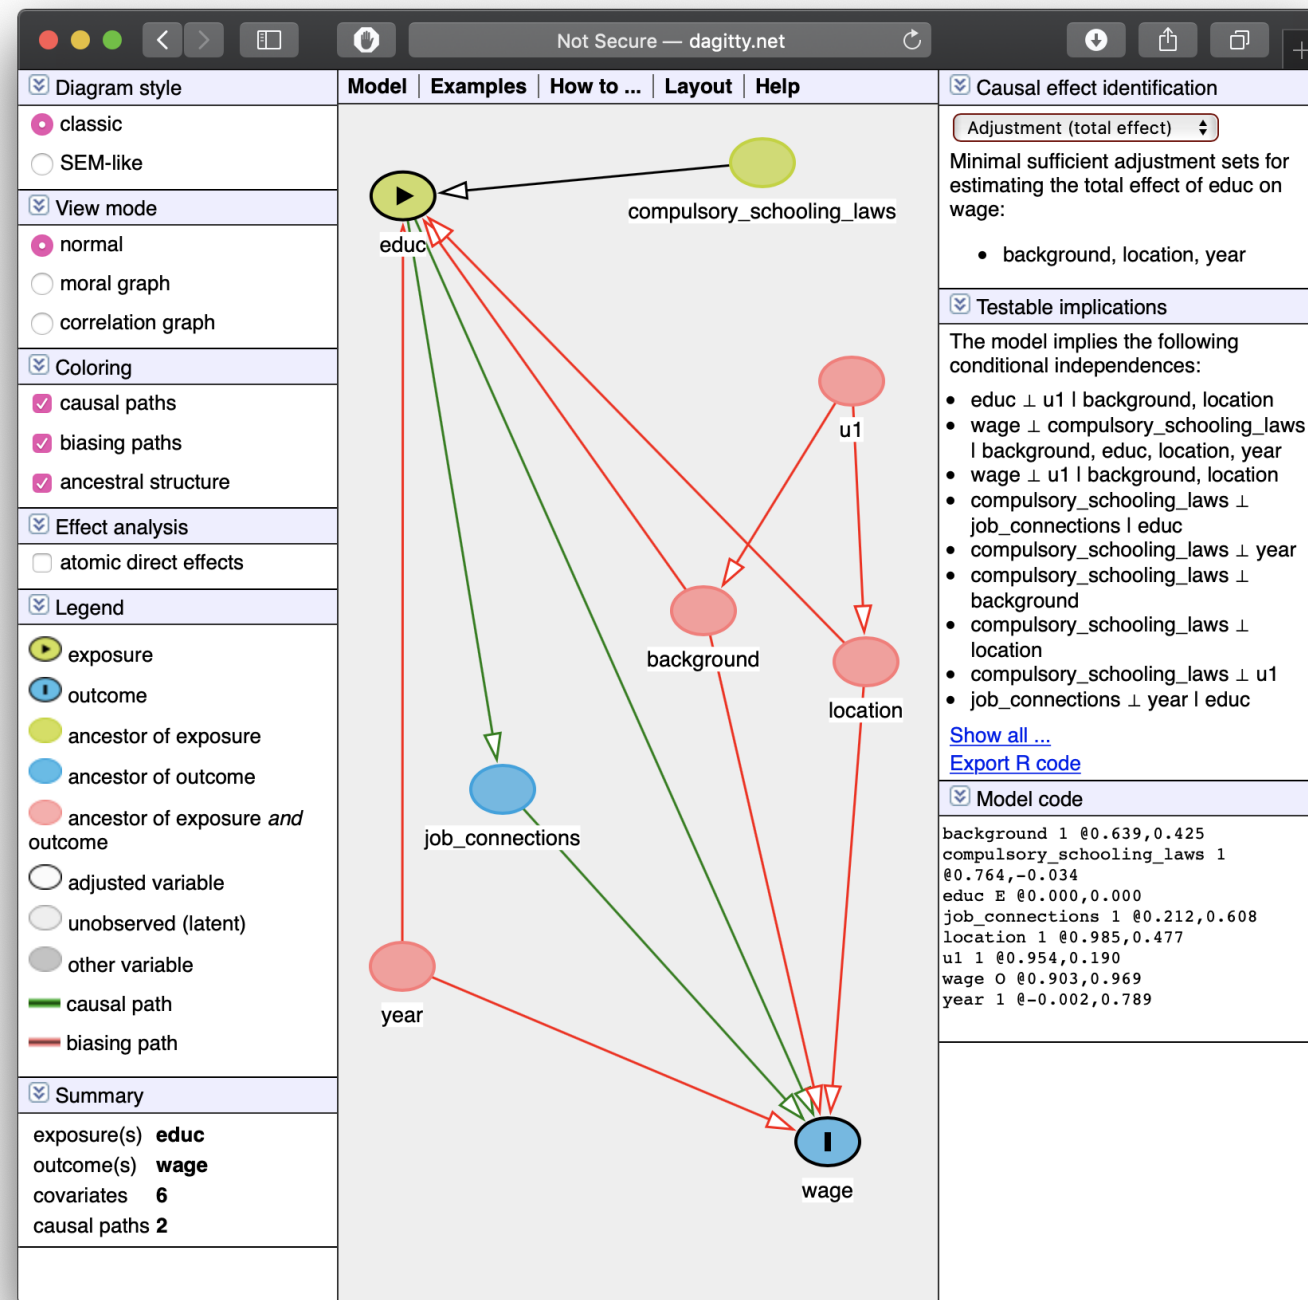 Not Secure — dagitty.net
Diagram style
classic
SEM-like
View mode
normal
moral graph
correlation graph
Coloring
causal paths
biasing paths
ancestral structure
Effect analysis
atomic direct effects
Legend
exposure
outcome
ancestor of exposure
ancestor of outcome
ancestor of exposure and
outcome
adjusted variable
unobserved (latent)
other variable
causal path
biasing path
Summary
exposure(s) educ
outcome(s) wage
covariates 6
causal paths 2
Model | Examples | How to ... | Layout | Help
compulsory_schooling_laws
educ
u1
background
location
job_connections
year
wage
Causal effect identification
Adjustment (total effect)
Minimal sufficient adjustment sets for
estimating the total effect of educ on
wage:
• background, location, year
Testable implications
The model implies the following
conditional independences:
• educ ⊥ u1 | background, location
• wage ⊥ compulsory_schooling_laws
| background, educ, location, year
• wage ⊥ u1 | background, location
• compulsory_schooling_laws ⊥
job_connections | educ
• compulsory_schooling_laws ⊥ year
• compulsory_schooling_laws ⊥
background
• compulsory_schooling_laws ⊥
location
• compulsory_schooling_laws ⊥ u1
• job_connections ⊥ year | educ
Show all ...
Export R code
Model code
background 1 @0.639,0.425
compulsory_schooling_laws 1
@0.764,-0.034
educ E @0.000,0.000
job_connections 1 @0.212,0.608
location 1 @0.985,0.477
u1 1 @0.954,0.190
wage O @0.903,0.969
year 1 @-0.002,0.789